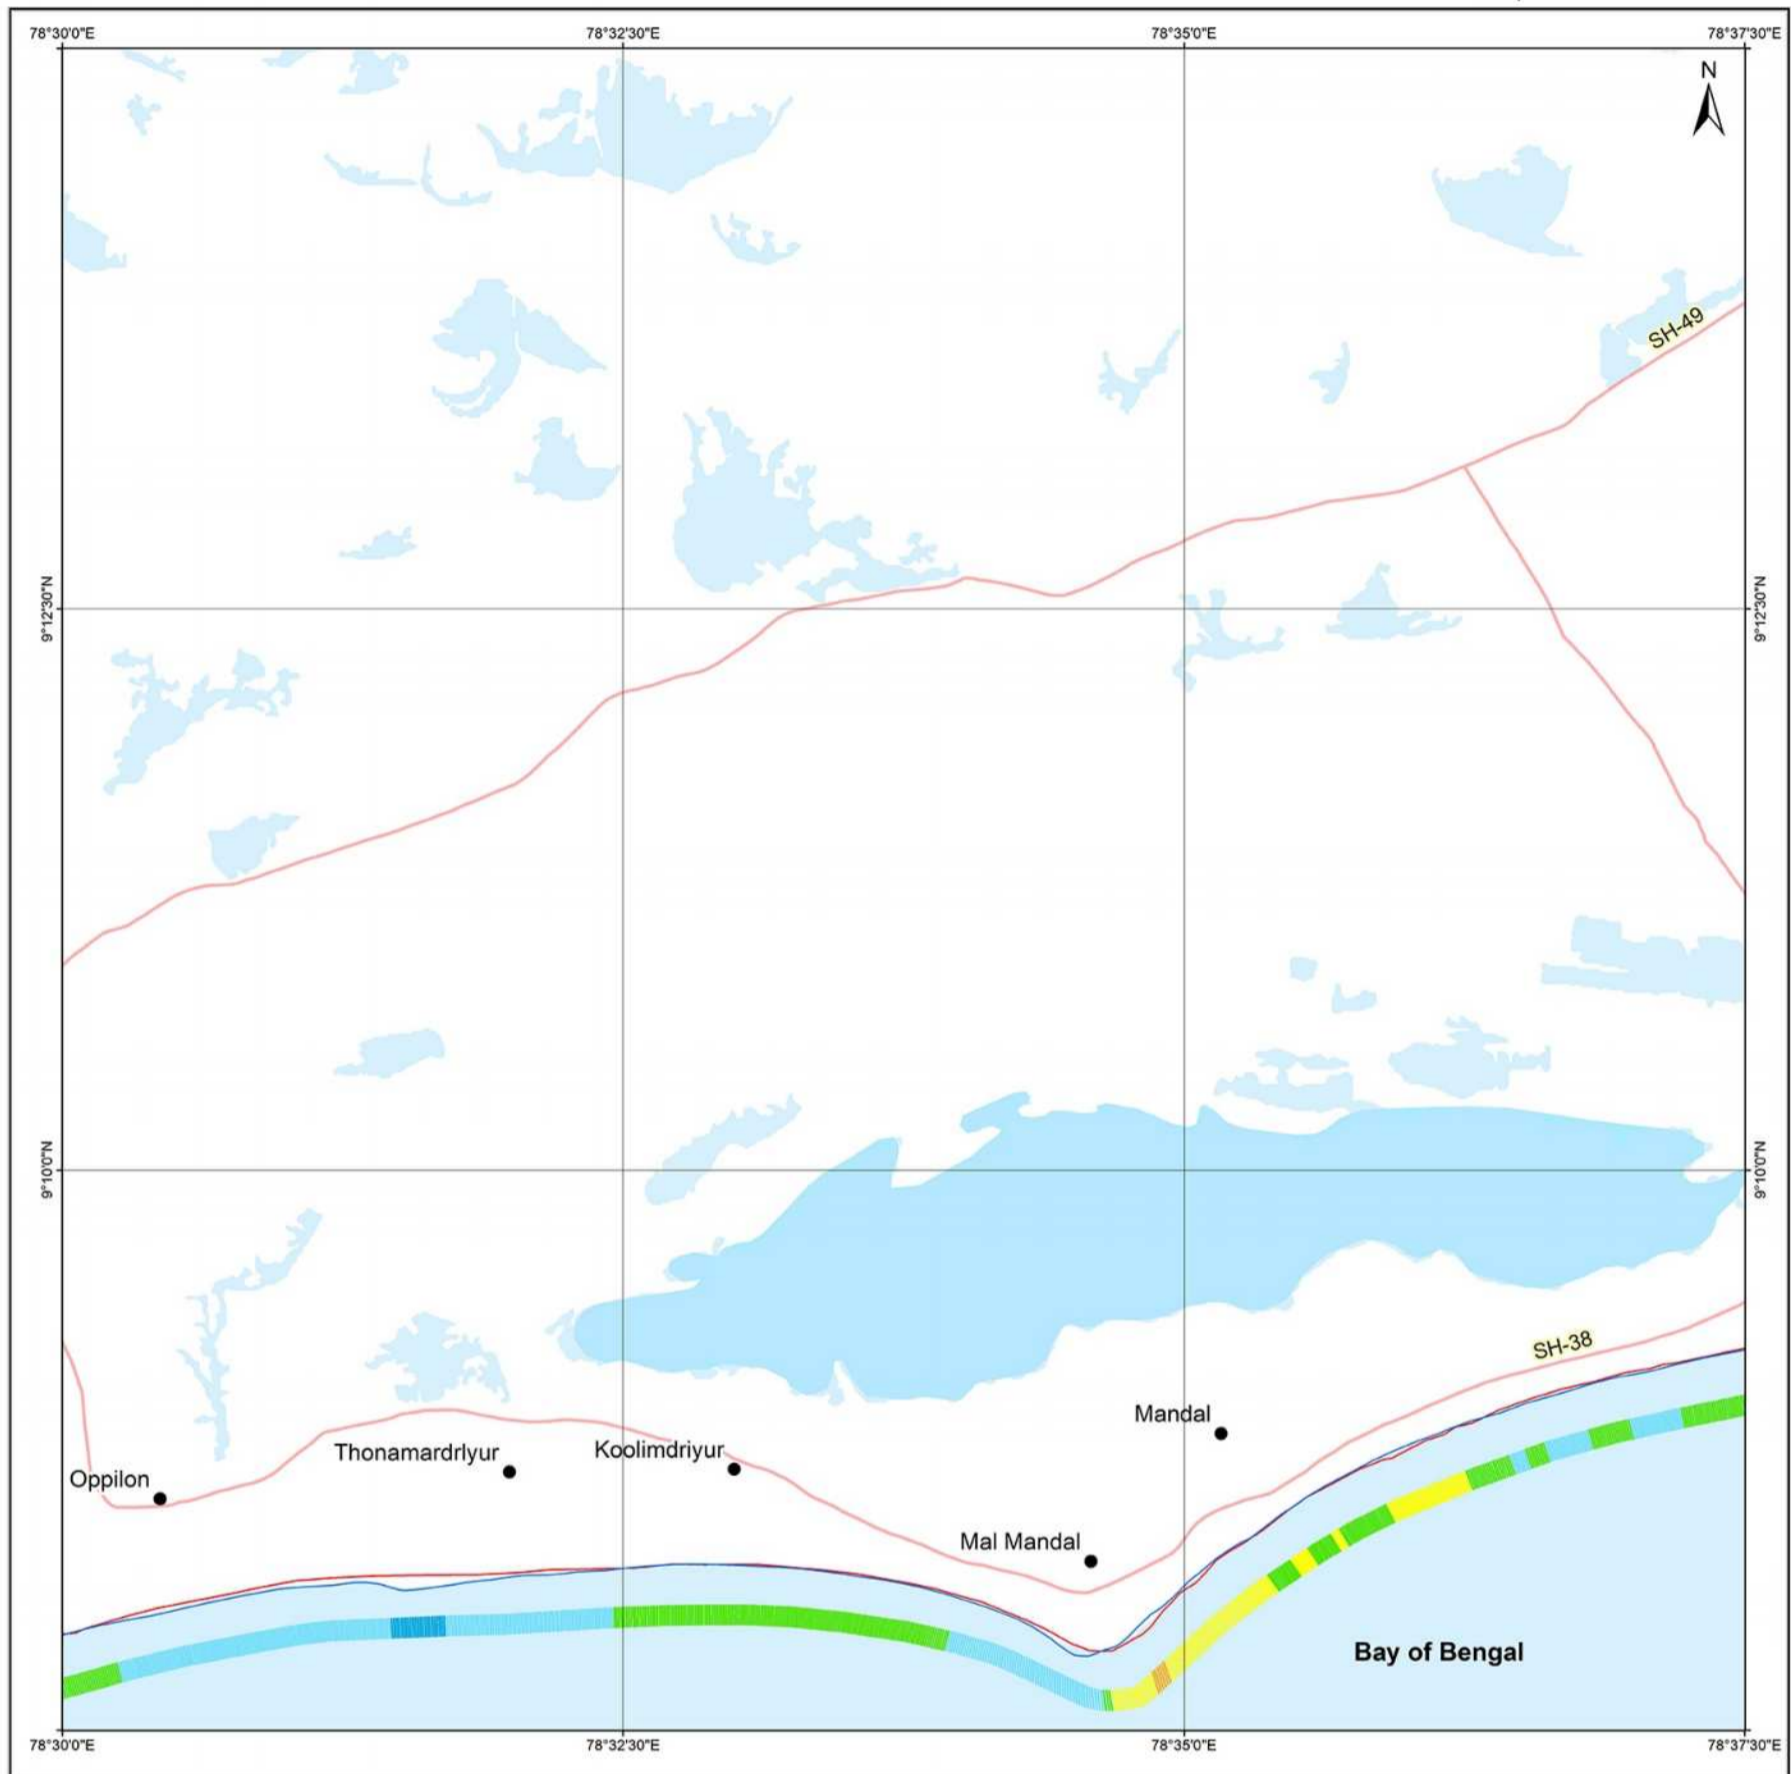 78°30'0"E
78°32'30"E
78°35'0"E
78°37'30"E
N
SH-49
9°12'30"N
9°12'30"N
9°10'0"N
9°10'0"N
SH-38
Mandal
Thonamardrlyur
Koolimdriyur
Oppilon
Mal Mandal
Bay of Bengal
78°30'0"E
78°32'30"E
78°35'0"E
78°37'30"E